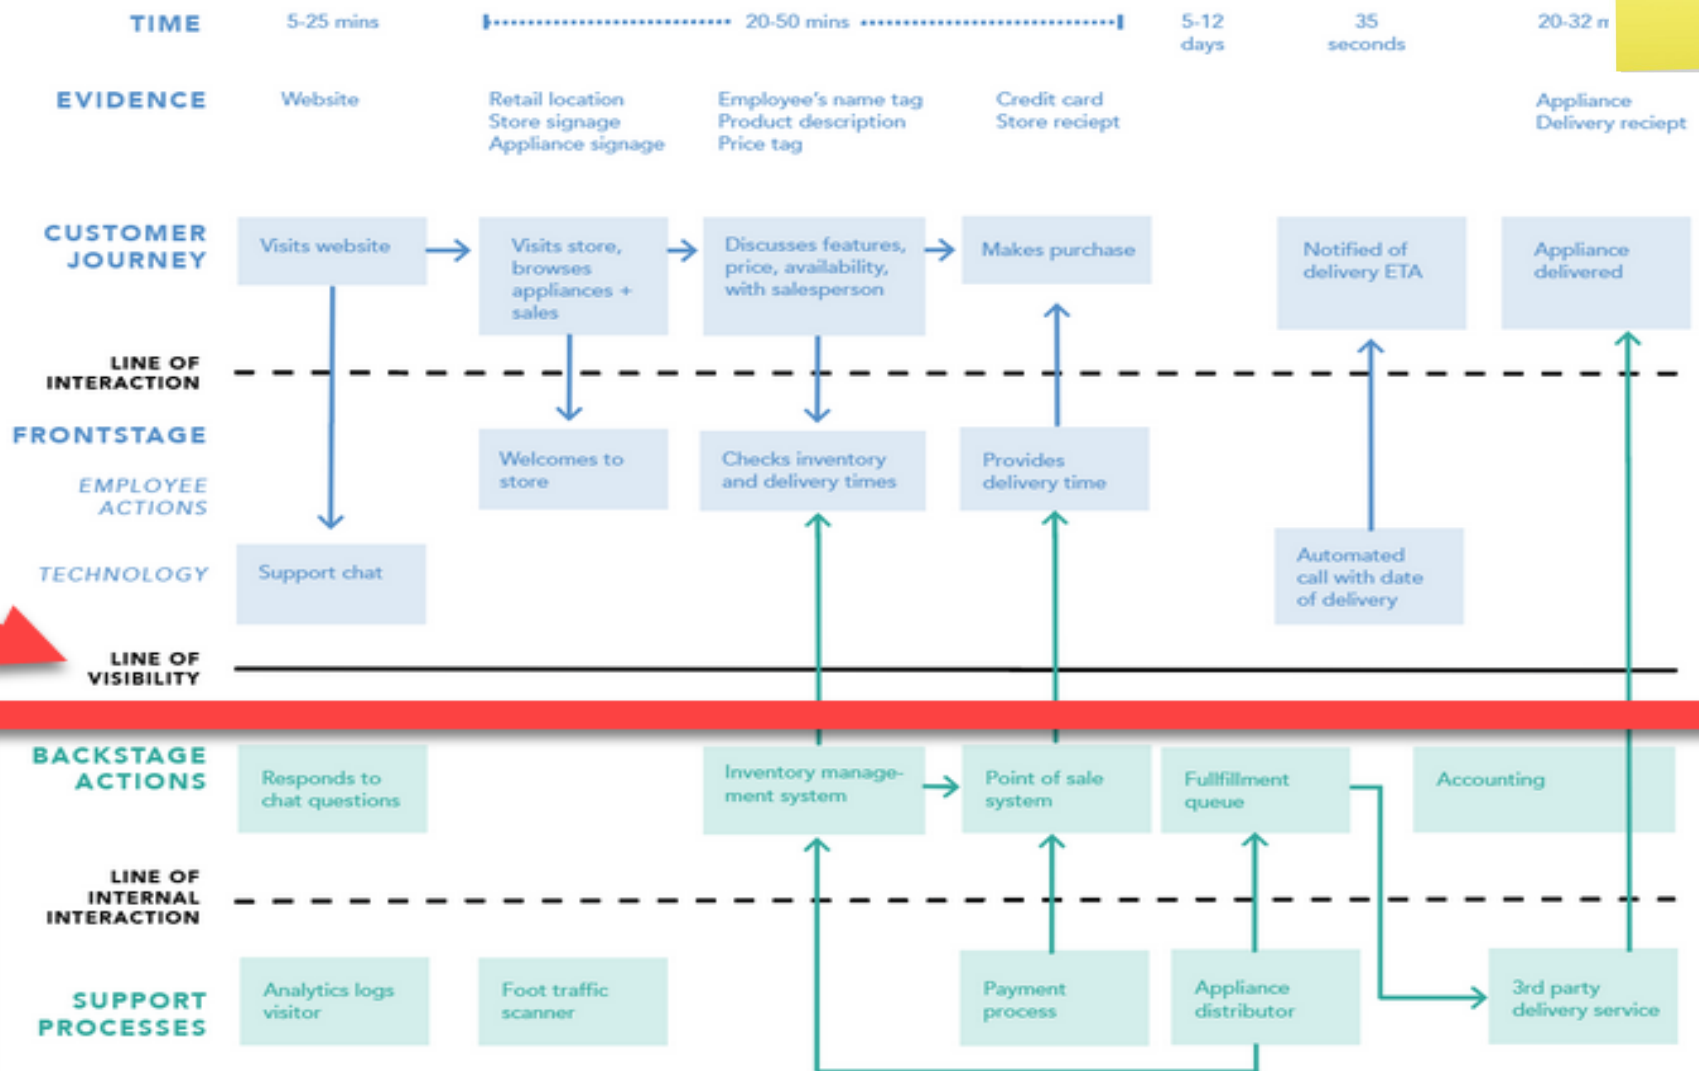 TIME
5-25 mins
20-50 mins
5-12
days
35
seconds
20-32 m
EVIDENCE
Website
Retail location
Store signage
Appliance signage
Employee's name tag
Product description
Price tag
Credit card
Store reciept
Appliance
Delivery reciept
CUSTOMER
JOURNEY
Visits website
Visits store,
browses
appliances +
sales
Discusses features,
price, availability,
with salesperson
Makes purchase
Notified of
delivery ETA
Appliance
delivered
LINE OF
INTERACTION
FRONTSTAGE
EMPLOYEE
ACTIONS
Welcomes to
store
Checks inventory
and delivery times
Provides
delivery time
TECHNOLOGY
Support chat
Automated
call with date
of delivery
LINE OF
VISIBILITY
BACKSTAGE
ACTIONS
Responds to
chat questions
Inventory manage-
ment system
Point of sale
system
Fullfillment
queue
Accounting
LINE OF
INTERNAL
INTERACTION
SUPPORT
PROCESSES
Analytics logs
visitor
Foot traffic
scanner
Payment
process
Appliance
distributor
3rd party
delivery service